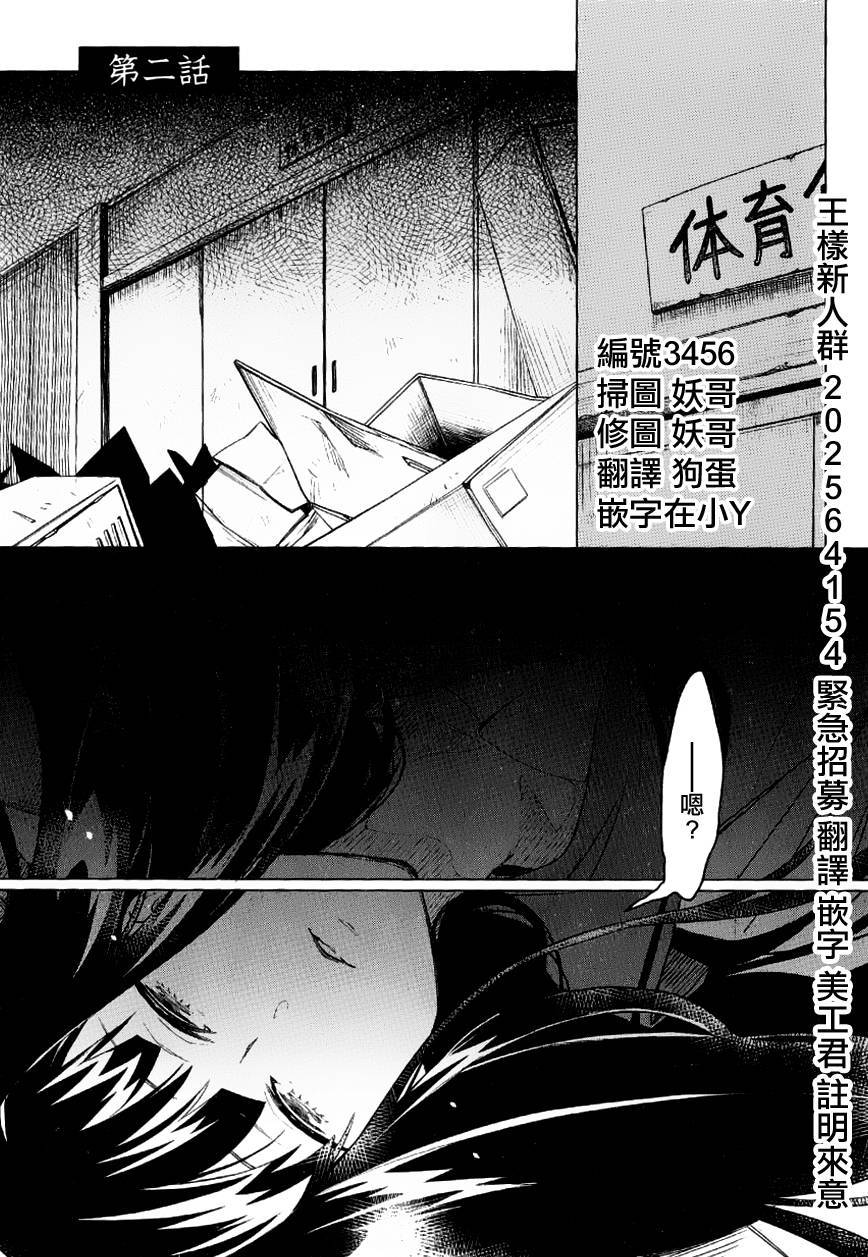 第二話
体育
編號3456
掃圖 妖哥
修圖 妖哥
翻譯 狗蛋
嵌字在小Y
王樣新人群 202564154 緊急招募 翻譯 嵌字 美工君 註明來意
——嗯?